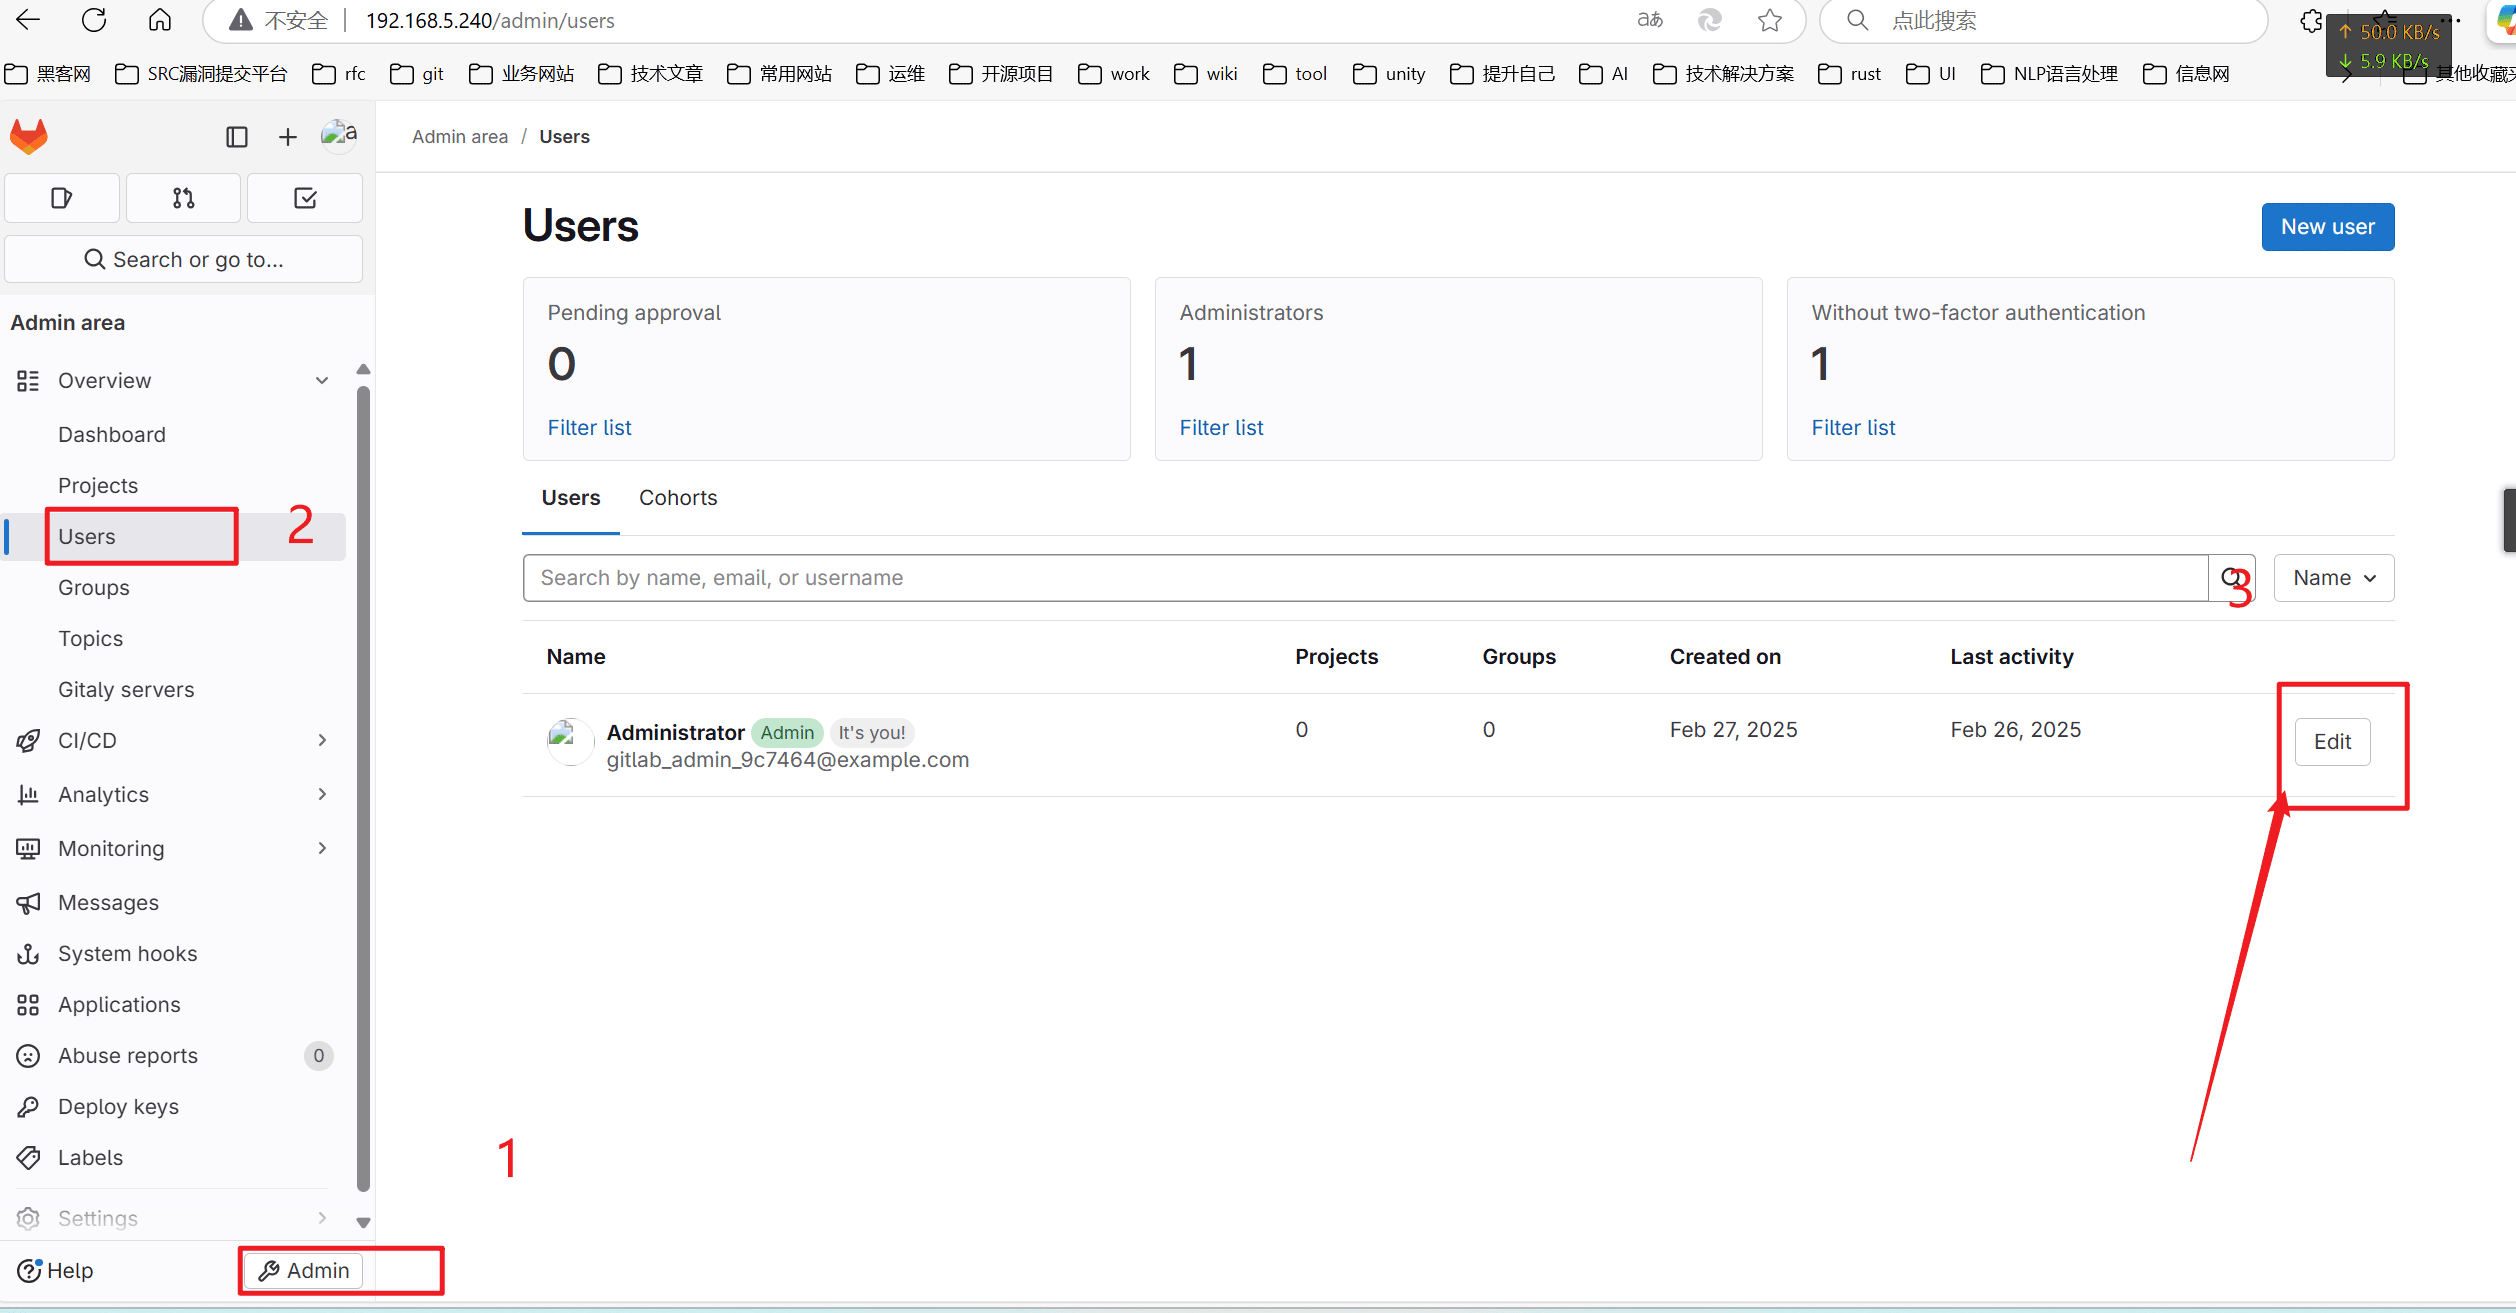 不安全 192.168.5.240/admin/users aあ 点此搜索
50.0 KB/s
5.9 KB/s
黑客网 SRC漏洞提交平台 rfc git 业务网站 技术文章 常用网站 运维 开源项目 work wiki tool unity 提升自己 AI 技术解决方案 rust UI NLP语言处理 信息网 其他收藏夹
a
Admin area / Users
Search or go to...
Users
New user
Admin area
Pending approval
0
Filter list
Administrators
1
Filter list
Without two-factor authentication
1
Filter list
Overview
Dashboard
Projects
Users
2
Groups
Topics
Gitaly servers
CI/CD
Analytics
Monitoring
Messages
System hooks
Applications
Abuse reports 0
Deploy keys
Labels
Settings
Help
Admin
1
Users Cohorts
Search by name, email, or username
3
Name
Name Projects Groups Created on Last activity
Administrator Admin It's you! 0 0 Feb 27, 2025 Feb 26, 2025 Edit
gitlab_admin_9c7464@example.com